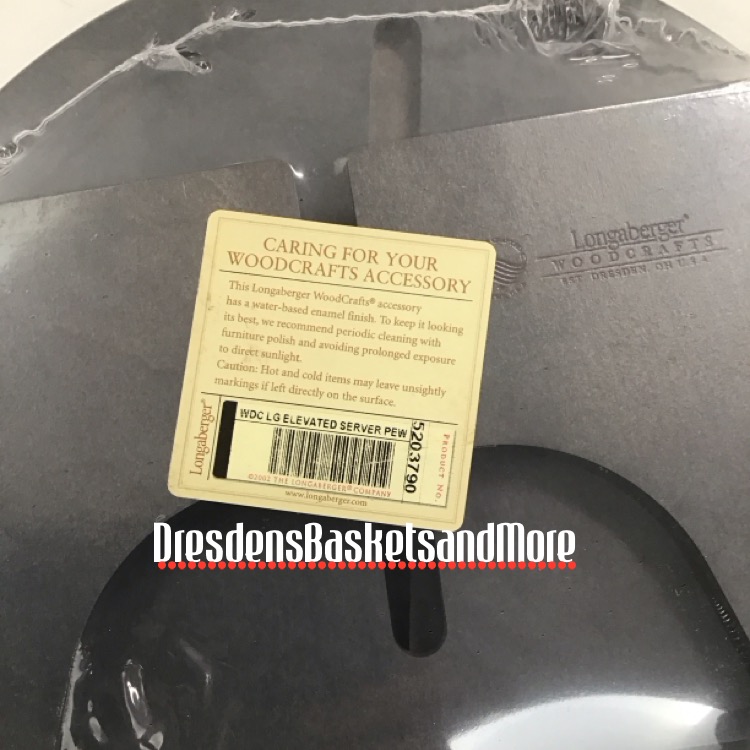 Longaberger®
WOODCRAFTS
EST. DRESDEN, OH U.S.A.
CARING FOR YOUR
WOODCRAFTS ACCESSORY
This Longaberger WoodCrafts® accessory
has a water-based enamel finish. To keep it looking
its best, we recommend periodic cleaning with
furniture polish and avoiding prolonged exposure
to direct sunlight.
Caution: Hot and cold items may leave unsightly
markings if left directly on the surface.
Longaberger®
WDC LG ELEVATED SERVER PEW
5203790
PRODUCT NO.
©2002 THE LONGABERGER® COMPANY
www.longaberger.com
DresdensBasketsandMore